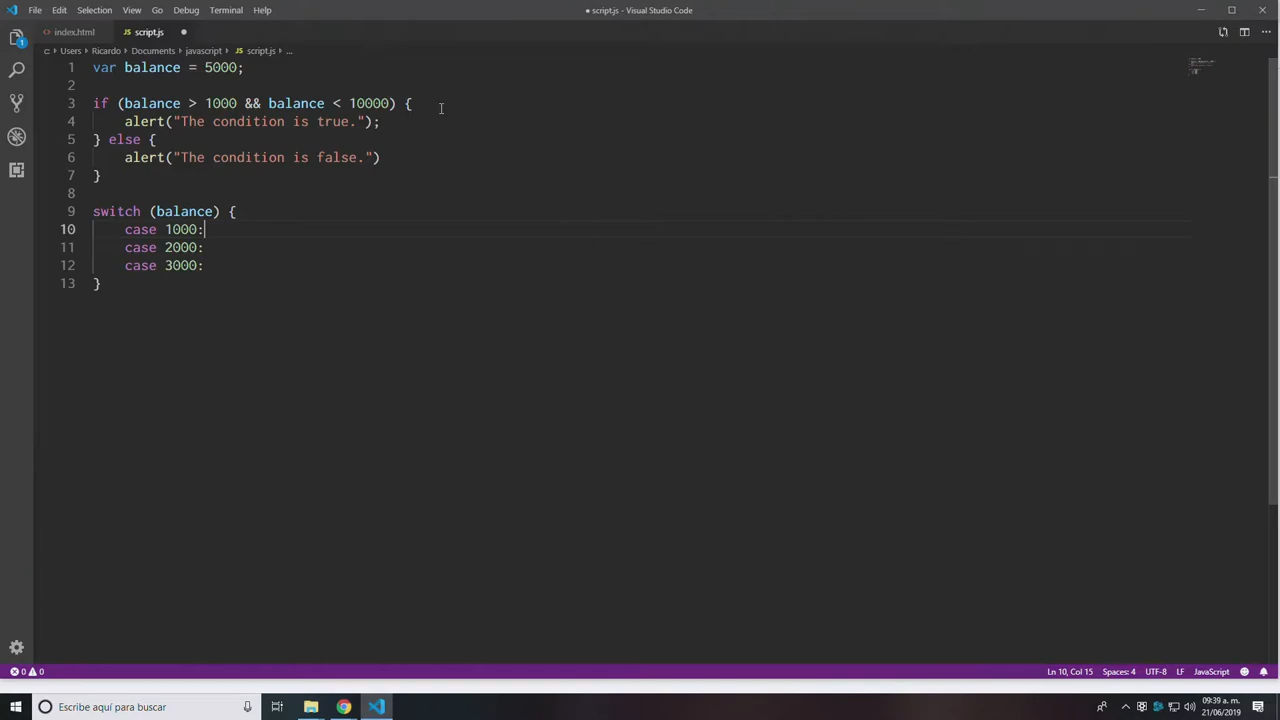 File Edit Selection View Go Debug Terminal Help
● script.js - Visual Studio Code
index.html JS script.js ●
C: Users Ricardo Documents javascript JS script.js ...
1 var balance = 5000;
2
3 if (balance > 1000 && balance < 10000) {
4 alert("The condition is true.");
5 } else {
6 alert("The condition is false.")
7 }
8
9 switch (balance) {
10 case 1000:
11 case 2000:
12 case 3000:
13 }
1
0 0 Ln 10, Col 15 Spaces: 4 UTF-8 LF JavaScript
Escribe aquí para buscar
09:39 a. m.
21/06/2019